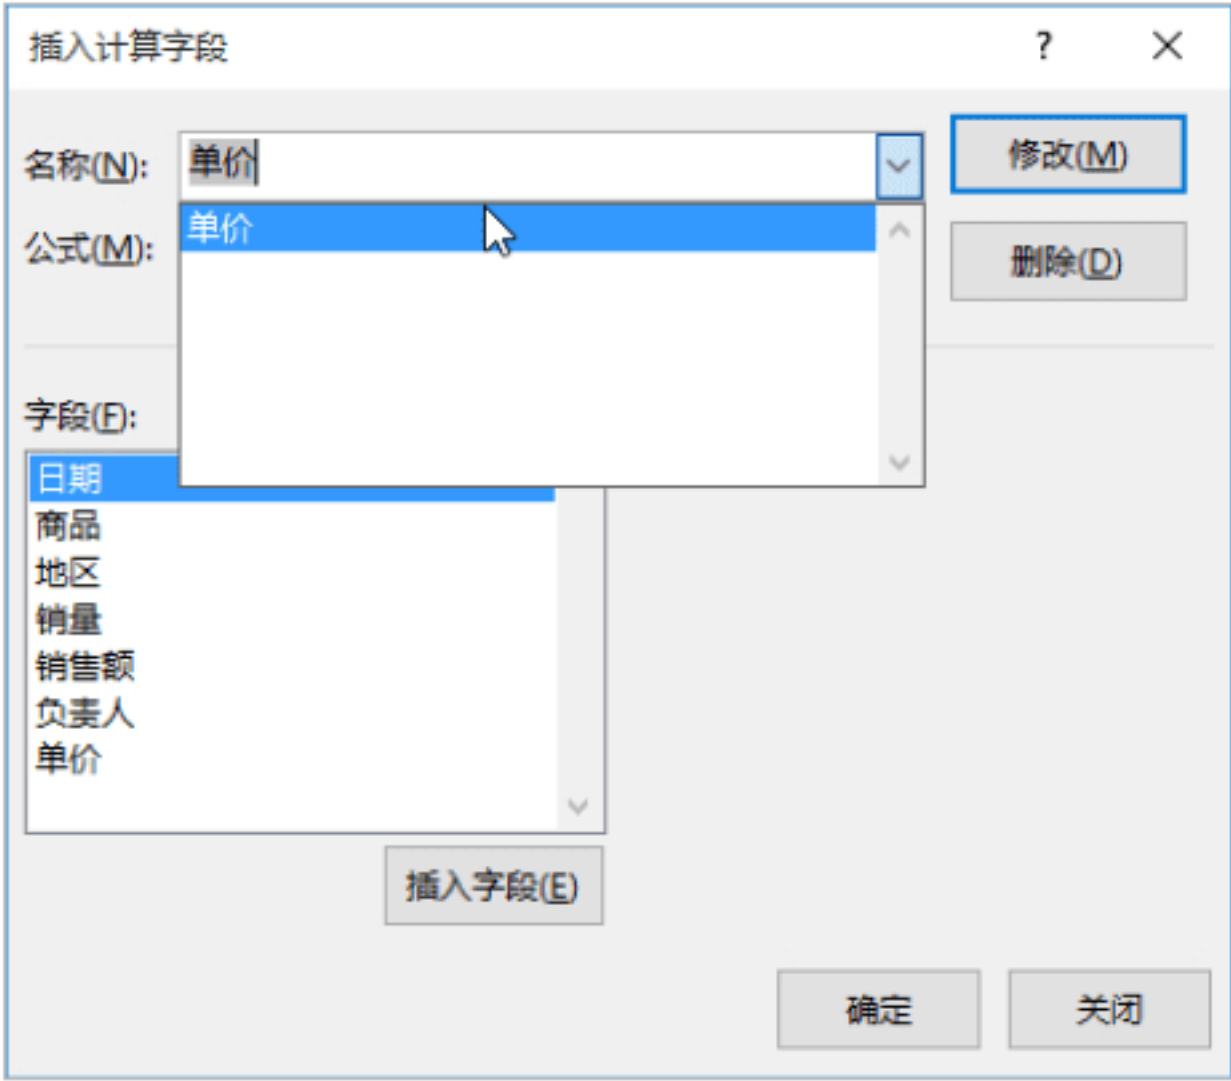 插入计算字段
?
名称(N):
单价
修改(M)
单价
公式(M):
删除(D)
字段(F):
日期
商品
地区
销量
销售额
负责人
单价
插入字段(E)
确定
关闭